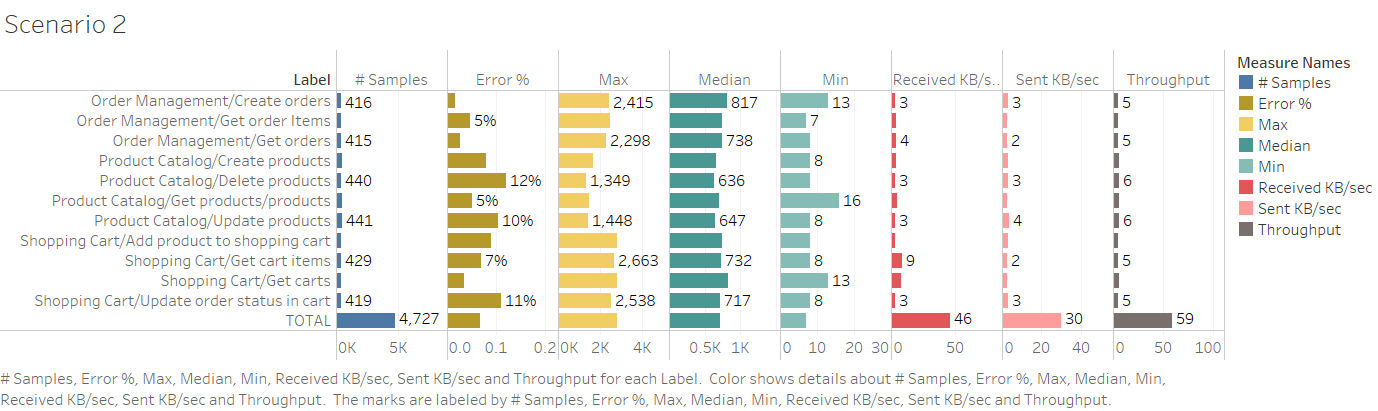 Scenario 2
Label # Samples Error % Max Median Min Received KB/s.. Sent KB/sec Throughput
Order Management/Create orders 416 2,415 817 13 3 3 5
Order Management/Get order Items 5% 7
Order Management/Get orders 415 2,298 738 4 2 5
Product Catalog/Create products 8
Product Catalog/Delete products 440 12% 1,349 636 3 3 6
Product Catalog/Get products/products 5% 16
Product Catalog/Update products 441 10% 1,448 647 8 3 4 6
Shopping Cart/Add product to shopping cart
Shopping Cart/Get cart items 429 7% 2,663 732 8 9 2 5
Shopping Cart/Get carts 13
Shopping Cart/Update order status in cart 419 11% 2,538 717 8 3 3 5
TOTAL 4,727 46 30 59
0K 5K 0.0 0.1 0.2 0K 2K 4K 0.5K 1K 0 10 20 30 0 50 0 20 40 0 50 100
Measure Names
# Samples
Error %
Max
Median
Min
Received KB/sec
Sent KB/sec
Throughput
# Samples, Error %, Max, Median, Min, Received KB/sec, Sent KB/sec and Throughput for each Label. Color shows details about # Samples, Error %, Max, Median, Min,
Received KB/sec, Sent KB/sec and Throughput. The marks are labeled by # Samples, Error %, Max, Median, Min, Received KB/sec, Sent KB/sec and Throughput.